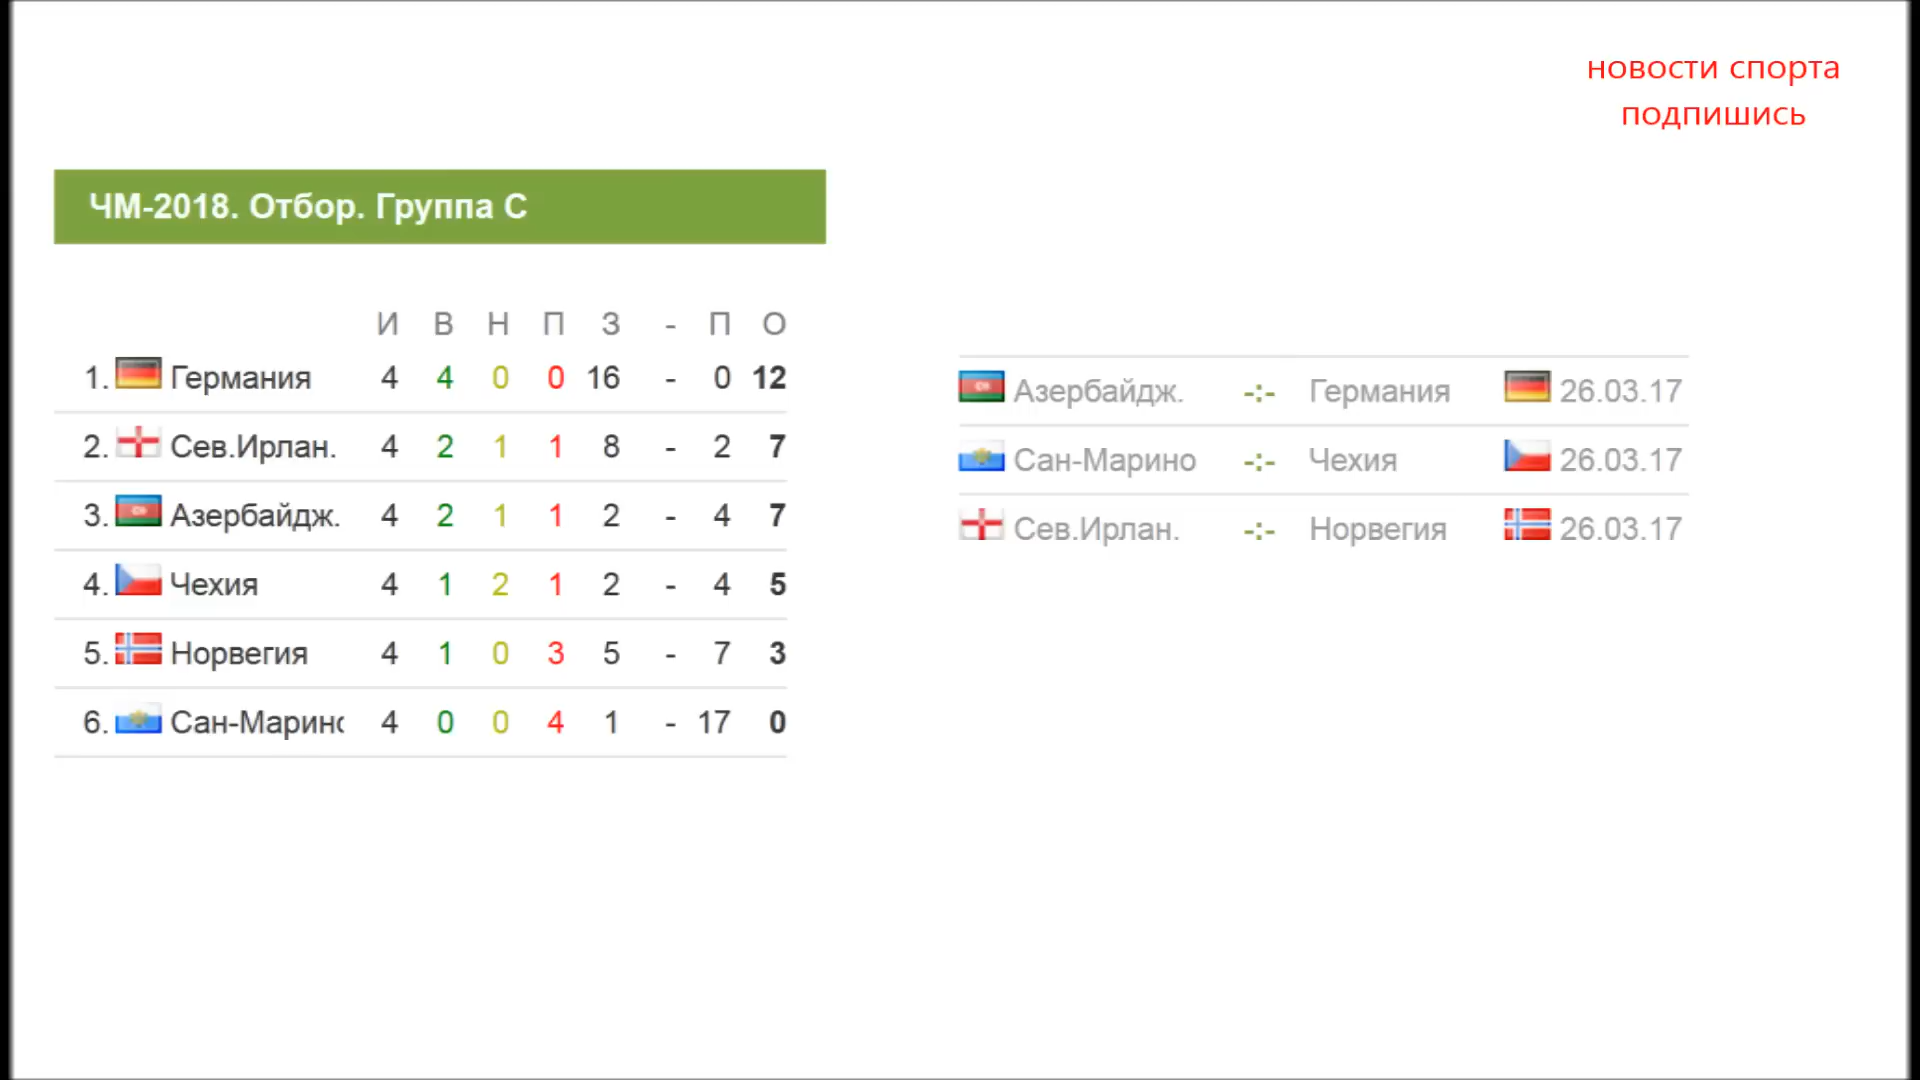 новости спорта
подпишись
ЧМ-2018. Отбор. Группа С
И В Н П З - П О
1. Германия 4 4 0 0 16 - 0 12
2. Сев.Ирлан. 4 2 1 1 8 - 2 7
3. Азербайдж. 4 2 1 1 2 - 4 7
4. Чехия 4 1 2 1 2 - 4 5
5. Норвегия 4 1 0 3 5 - 7 3
6. Сан-Марино 4 0 0 4 1 - 17 0
Азербайдж. -:- Германия 26.03.17
Сан-Марино -:- Чехия 26.03.17
Сев.Ирлан. -:- Норвегия 26.03.17